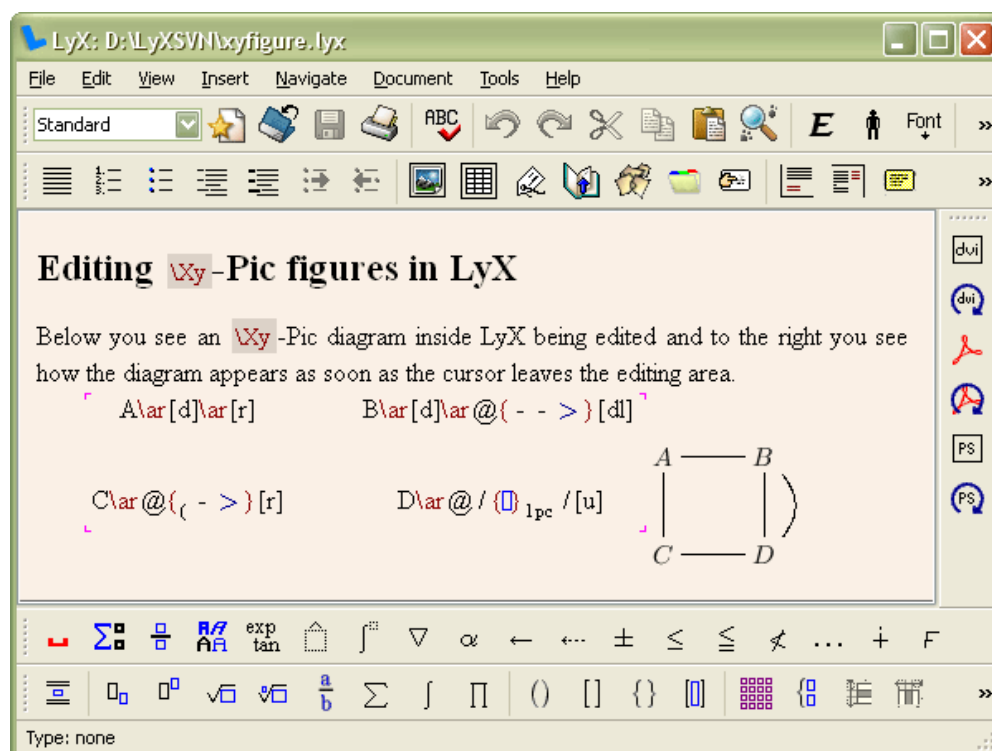 LyX: D:\LyXSVN\xyfigure.lyx
File Edit View Insert Navigate Document Tools Help
Standard ABC E Font »
»
Editing \Xy-Pic figures in LyX
Below you see an \Xy-Pic diagram inside LyX being edited and to the right you see
how the diagram appears as soon as the cursor leaves the editing area.
A\ar[d]\ar[r] B\ar[d]\ar@{- - >}[dl]
A B
C\ar@{( - >}[r] D\ar@/{▯}1pc /[u]
C D
dvi
dvi
PS
PS
Σ AAAA exp tan ∫ ∇ α ← ⇠ ± ≤ ≦ ≮ … ∔ F
√ a/b ∑ ∫ ∏ () [] {} [▯] { »
Type: none